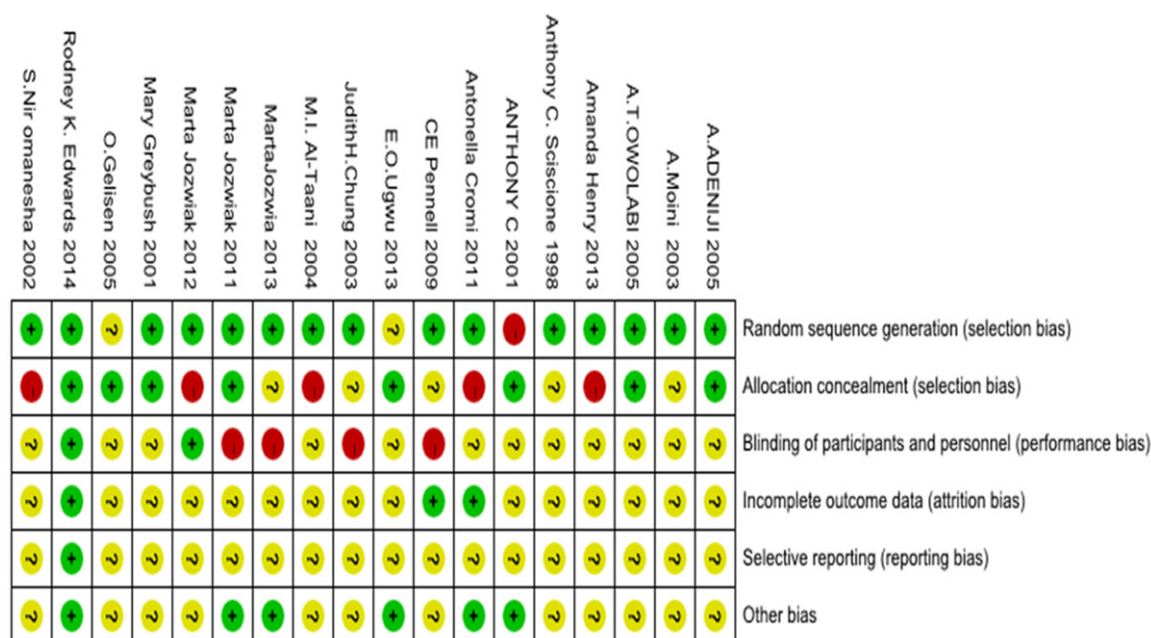 S.Nir omanesha 2002
Rodney K. Edwards 2014
O.Gelisen 2005
Mary Greybush 2001
Marta Jozwiak 2012
Marta Jozwiak 2011
MartaJozwia 2013
M.I. Al-Taani 2004
JudithH.Chung 2003
E.O.Ugwu 2013
CE Pennell 2009
Antonella Cromi 2011
ANTHONY C 2001
Anthony C. Sciscione 1998
Amanda Henry 2013
A.T.OWOLABI 2005
A.Moini 2003
A.ADENIJI 2005
+ + ? + + + + + + ? + + - + + + + + Random sequence generation (selection bias)
- + + + - + ? - ? + ? - + ? - + ? + Allocation concealment (selection bias)
? + ? ? + - - ? - ? - ? ? ? ? ? ? ? Blinding of participants and personnel (performance bias)
? + ? ? ? ? ? ? ? ? + + ? ? ? ? ? ? Incomplete outcome data (attrition bias)
? + ? ? ? ? ? ? ? ? ? ? ? ? ? ? ? ? Selective reporting (reporting bias)
? + ? ? ? + + ? ? + ? + + ? ? ? ? ? Other bias